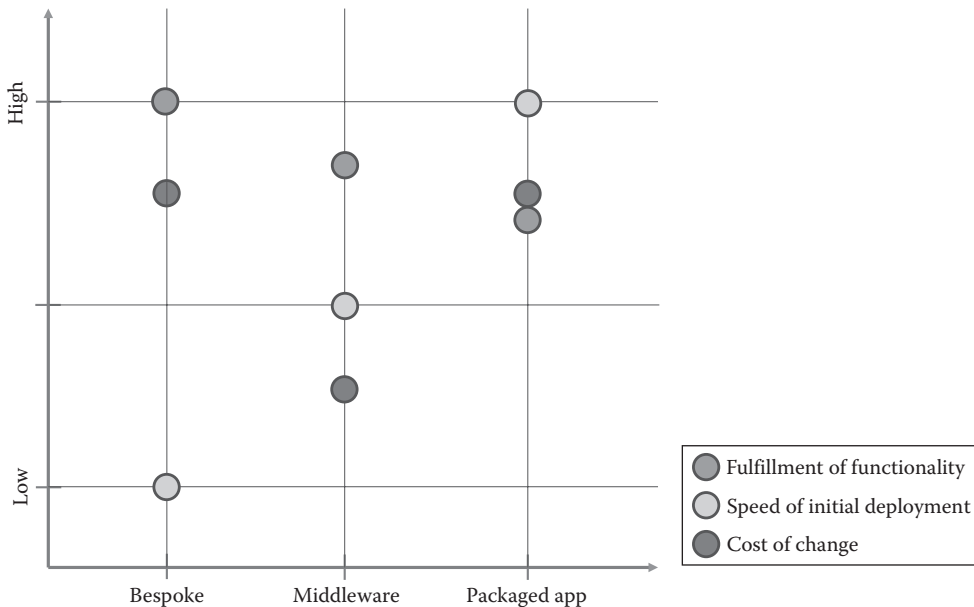 High
Low
Bespoke
Middleware
Packaged app
Fulfillment of functionality
Speed of initial deployment
Cost of change